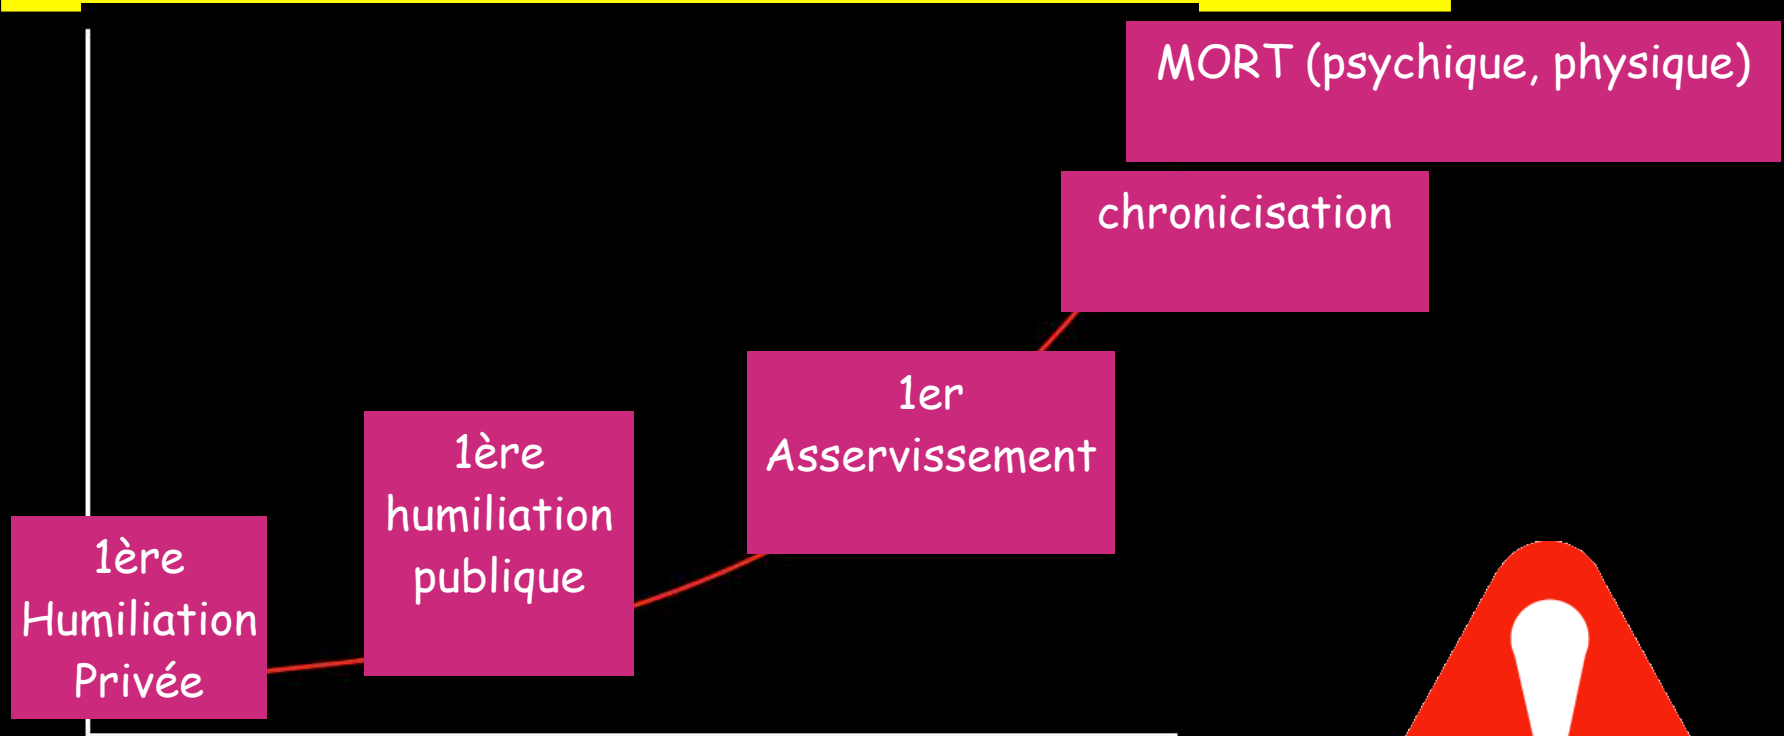 MORT (psychique, physique)
chronicisation
1er
Asservissement
1ère
humiliation
publique
1ère
Humiliation
Privée